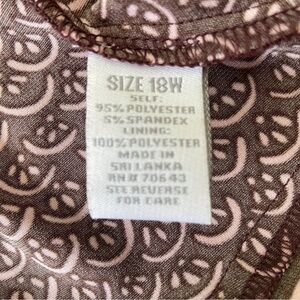 SIZE 18W
SELF:
95% POLYESTER
5% SPANDEX
LINING:
100% POLYESTER
MADE IN
SRI LANKA
RN# 70643
SEE REVERSE
FOR CARE